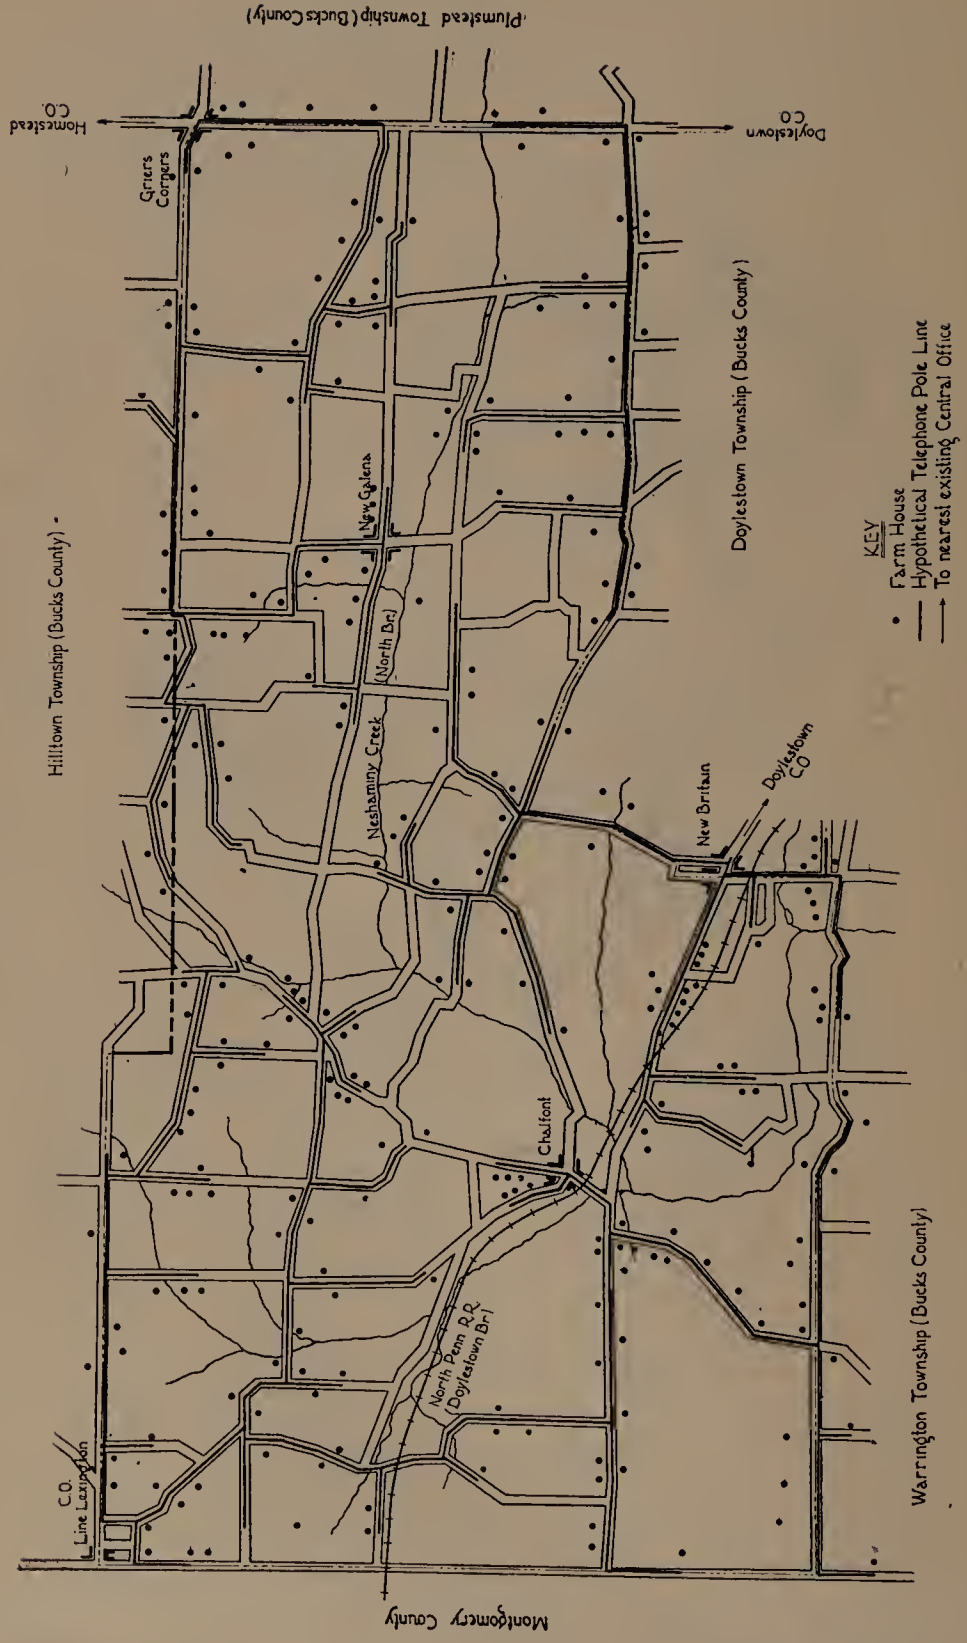 Plumstead Township (Bucks County)
Homestead
C.O.
Griers
Corners
Doylestown
C.O.
Hilltown Township (Bucks County)
New Galena
Doylestown Township (Bucks County)
(North Br.)
Neshaminy Creek
New Britain
Doylestown
C.O
Chalfont
North Penn R.R.
(Doylestown Br.)
C.O.
Line Lexington
Warrington Township (Bucks County)
Montgomery County
KEY
Farm House
Hypothetical Telephone Pole Line
To nearest existing Central Office